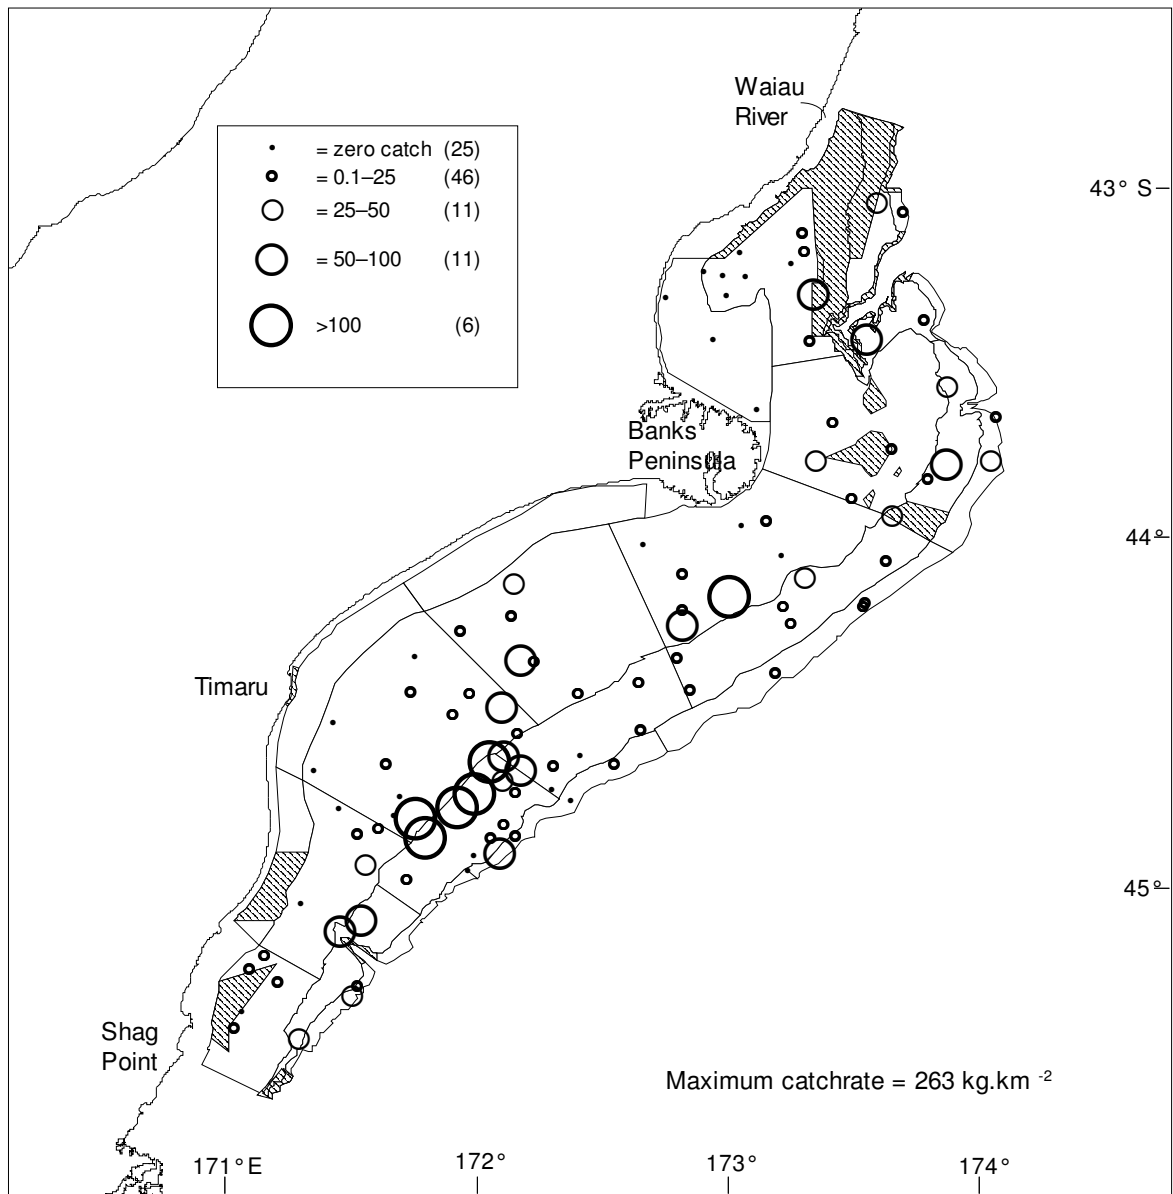 Waiau
River
= zero catch (25)
= 0.1–25 (46)
= 25–50 (11)
= 50–100 (11)
>100 (6)
43° S
Banks
Peninsula
44°
Timaru
45°
Shag
Point
Maximum catchrate = 263 kg.km -2
171° E
172°
173°
174°